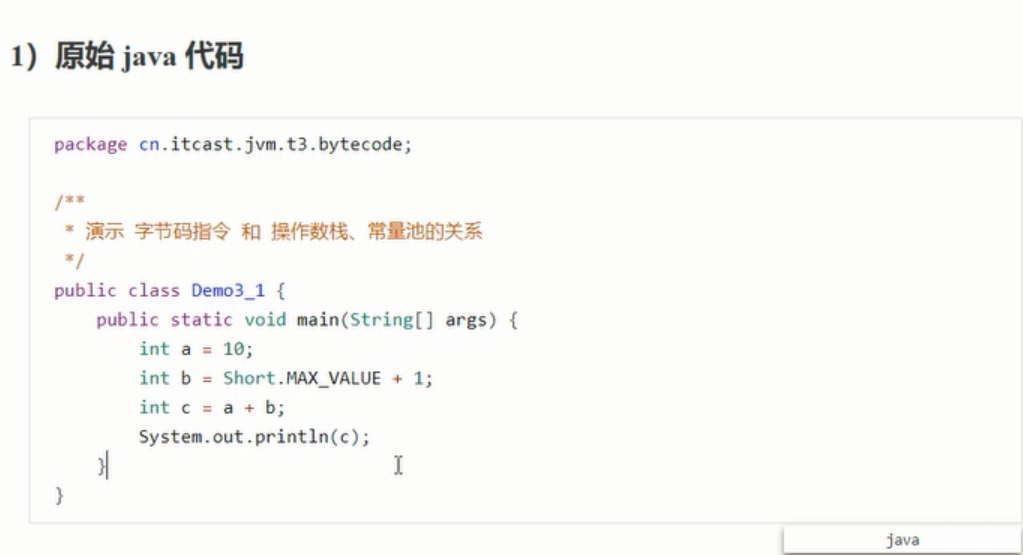 1）原始 java 代码
package cn.itcast.jvm.t3.bytecode;
/**
 * 演示 字节码指令 和 操作数栈、常量池的关系
 */
public class Demo3_1 {
    public static void main(String[] args) {
        int a = 10;
        int b = Short.MAX_VALUE + 1;
        int c = a + b;
        System.out.println(c);
    }
}
java